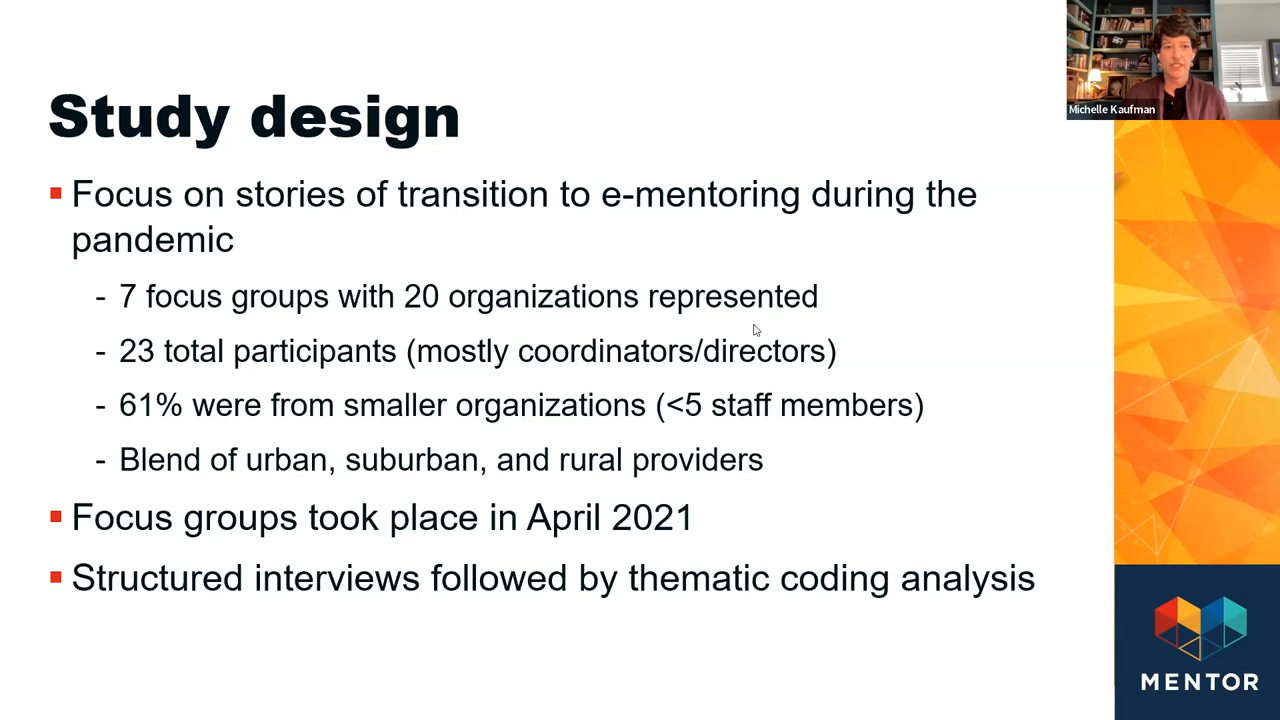 Michelle Kaufman
Study design
Focus on stories of transition to e-mentoring during the
pandemic
- 7 focus groups with 20 organizations represented
- 23 total participants (mostly coordinators/directors)
- 61% were from smaller organizations (<5 staff members)
- Blend of urban, suburban, and rural providers
Focus groups took place in April 2021
Structured interviews followed by thematic coding analysis
MENTOR